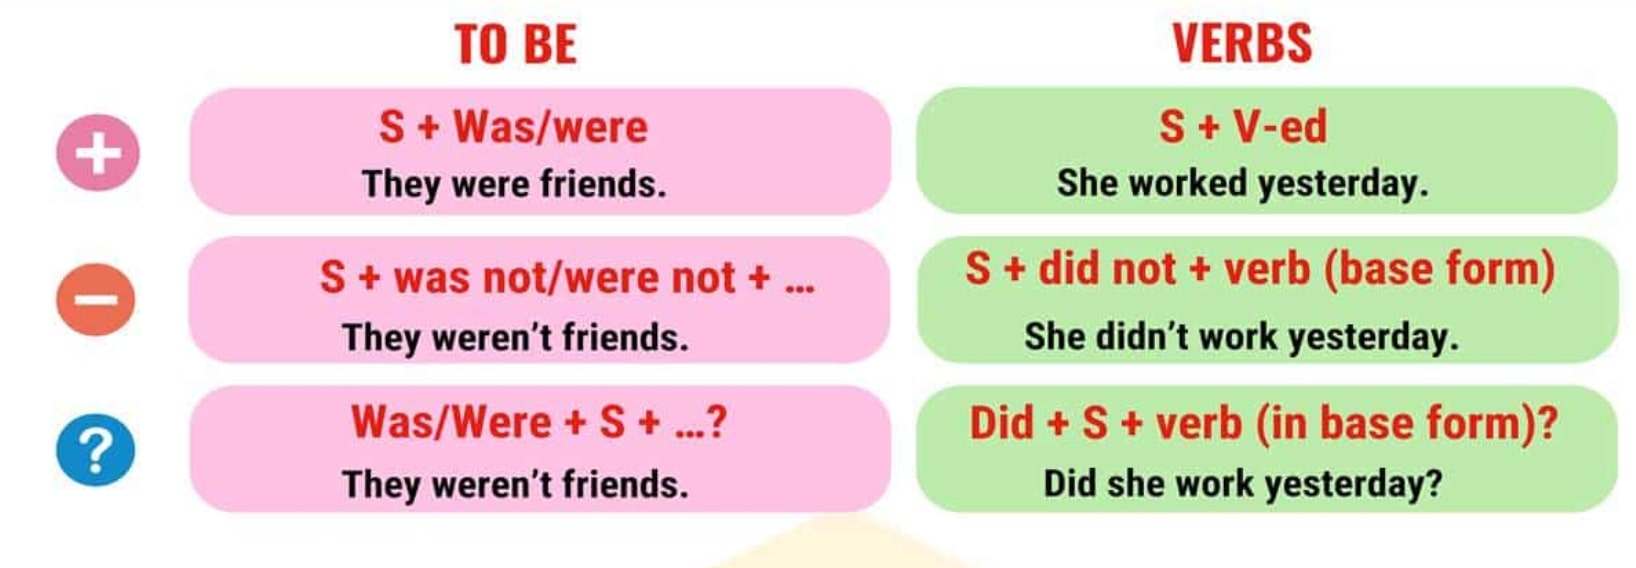 TO BE
VERBS
S + Was/were
They were friends.
S + V-ed
She worked yesterday.
S + was not/were not + ...
They weren't friends.
S + did not + verb (base form)
She didn't work yesterday.
?
Was/Were + S + ...?
They weren't friends.
Did + S + verb (in base form)?
Did she work yesterday?